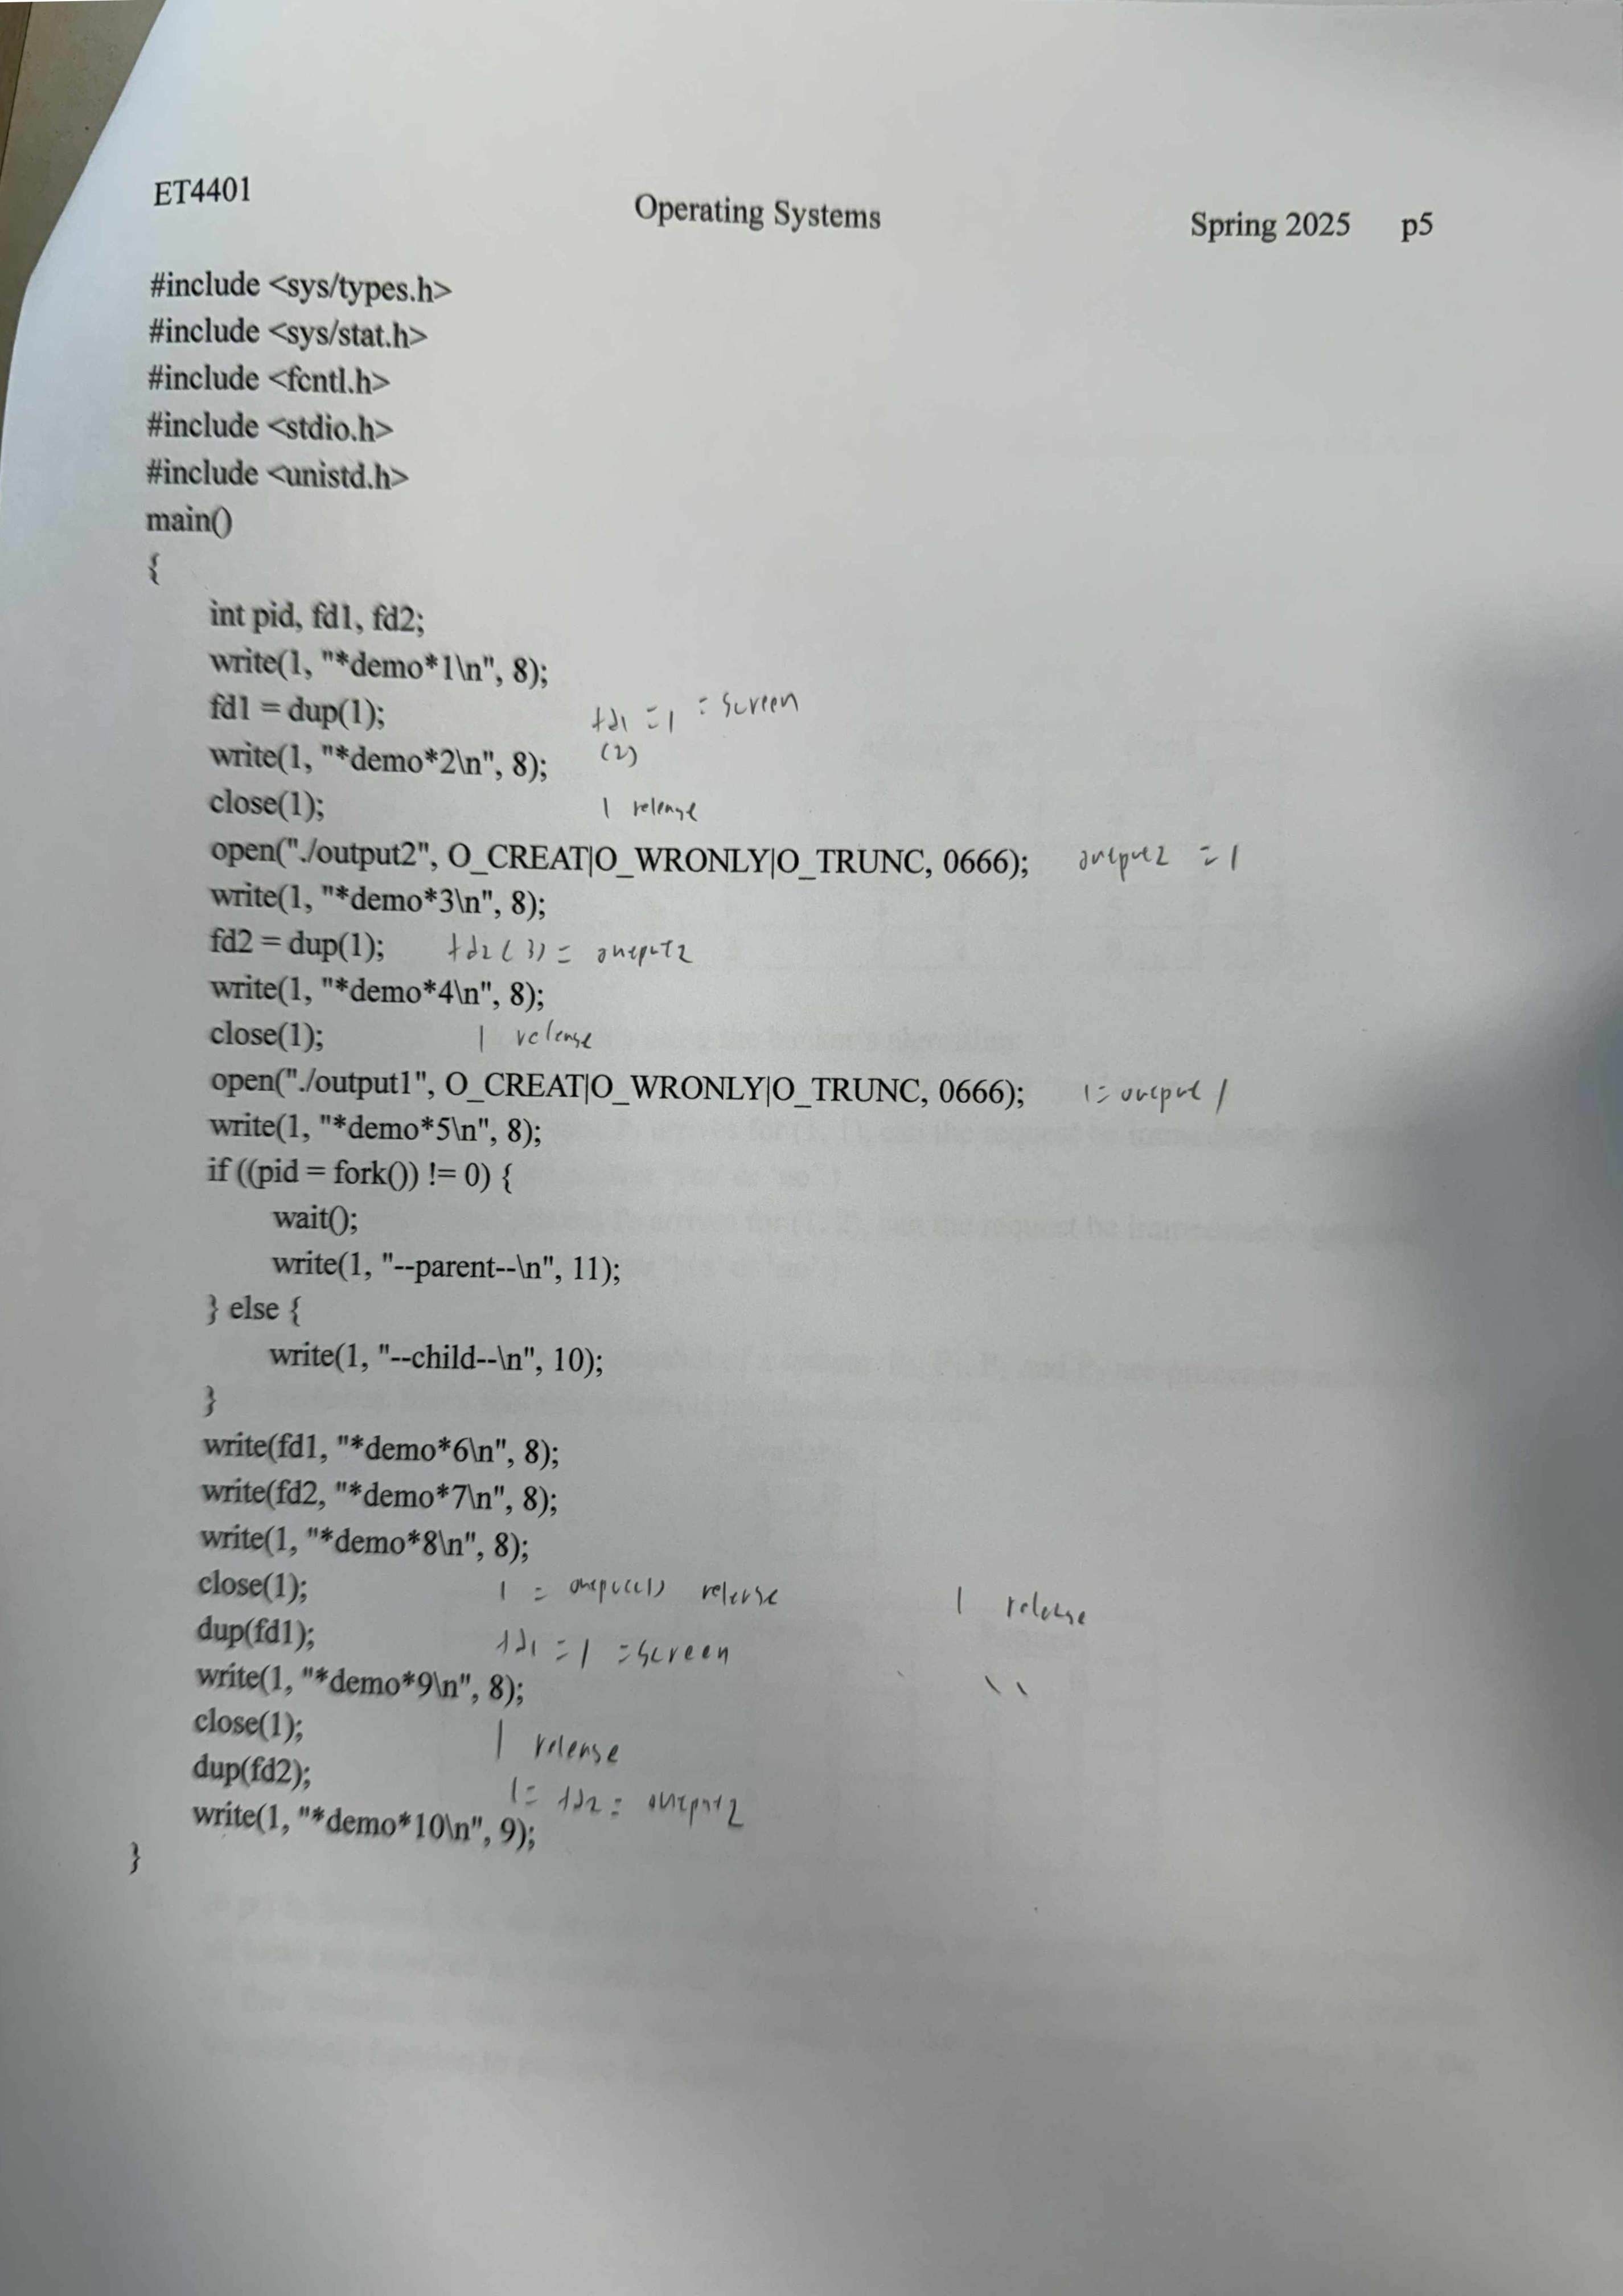 ET4401 Operating Systems Spring 2025 p5
#include <sys/types.h>
#include <sys/stat.h>
#include <fcntl.h>
#include <stdio.h>
#include <unistd.h>
main()
{
int pid, fd1, fd2;
write(1, "*demo*1\n", 8);
fd1 = dup(1); fd1 = 1 = screen
write(1, "*demo*2\n", 8); (2)
close(1); 1 release
open("./output2", O_CREAT|O_WRONLY|O_TRUNC, 0666); output2 = 1
write(1, "*demo*3\n", 8);
fd2 = dup(1); fd2 (3) = output2
write(1, "*demo*4\n", 8);
close(1); 1 release
open("./output1", O_CREAT|O_WRONLY|O_TRUNC, 0666); 1 = output1
write(1, "*demo*5\n", 8);
if ((pid = fork()) != 0) {
wait();
write(1, "--parent--\n", 11);
} else {
write(1, "--child--\n", 10);
}
write(fd1, "*demo*6\n", 8);
write(fd2, "*demo*7\n", 8);
write(1, "*demo*8\n", 8);
close(1); 1 = release 1 release
dup(fd1); fd1 = 1 = screen
write(1, "*demo*9\n", 8);
close(1); 1 release
dup(fd2); 1 = fd2 = output2
write(1, "*demo*10\n", 9);
}